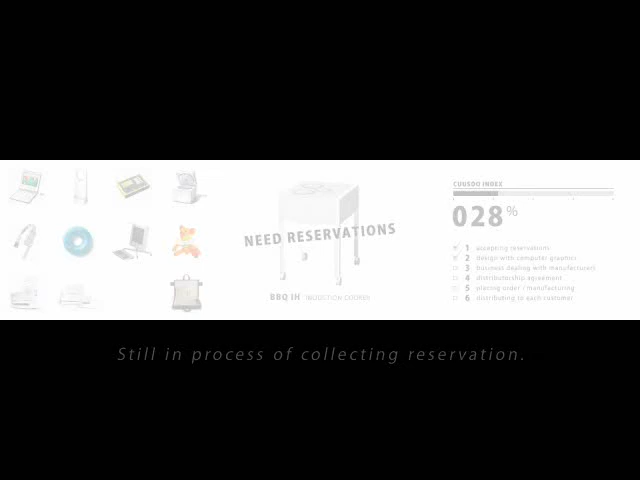 CUUSOO INDEX
028%
NEED RESERVATIONS
1 accepting reservations
2 design with computer graphics
3 business dealing with manufacturers
4 distributorship agreement
5 placing order / manufacturing
6 distributing to each customer
BBQ IH INDUCTION COOKER
Still in process of collecting reservation.